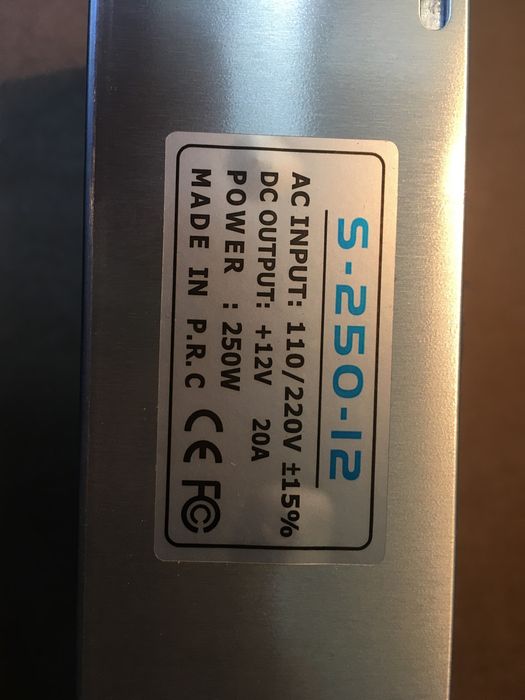 S-250-12
AC INPUT: 110/220V ±15%
DC OUTPUT: +12V 20A
POWER : 250W
MADE IN P.R.C CE FC